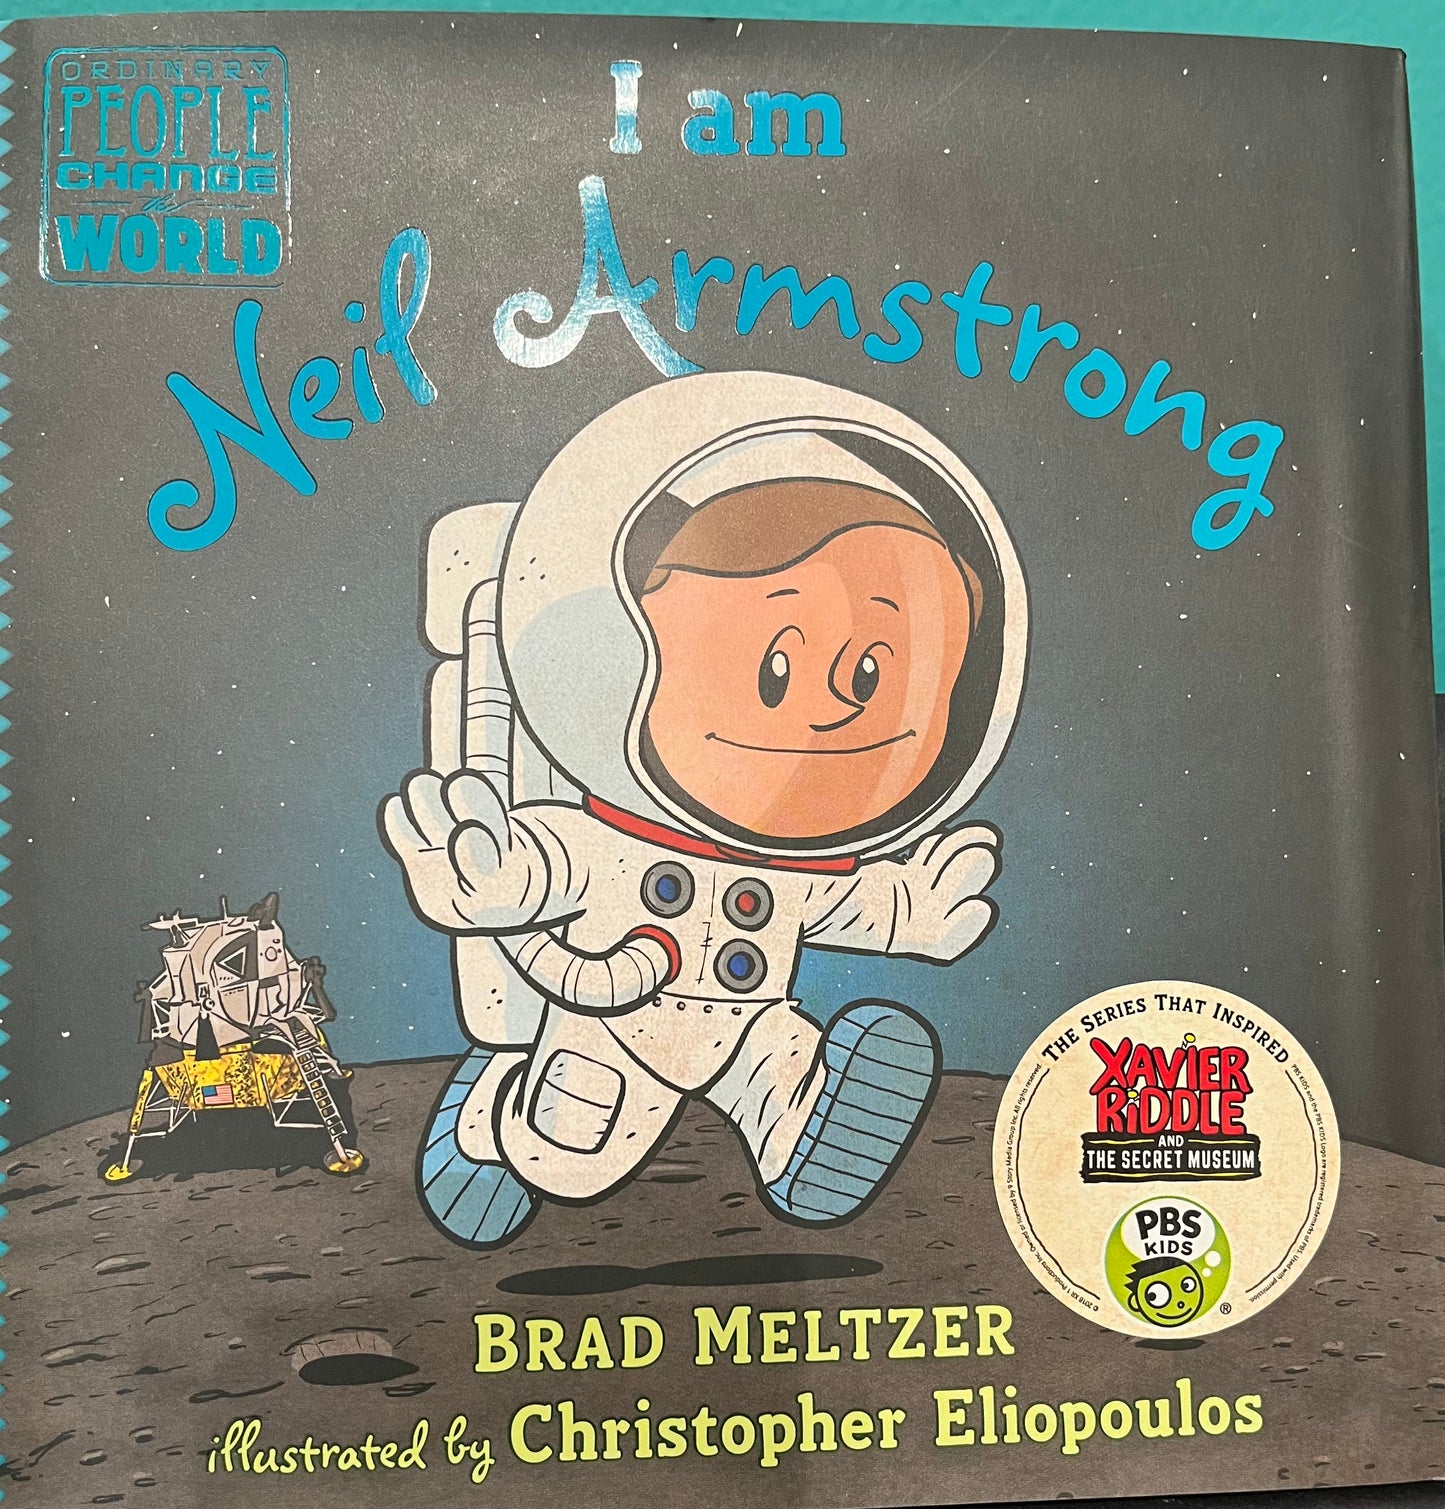 ORDINARY
PEOPLE
CHANGE
the
WORLD
I am
Neil Armstrong
THE SERIES THAT INSPIRED
XAVIER
RiDDLE
AND
THE SECRET MUSEUM
PBS
KIDS
®
BRAD MELTZER
illustrated by Christopher Eliopoulos